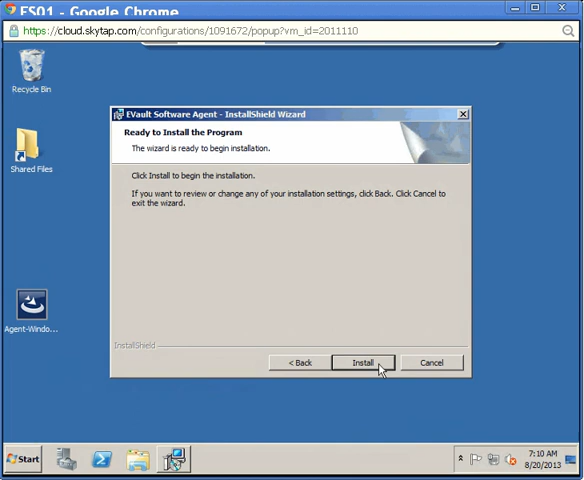 FS01 - Google Chrome
https://cloud.skytap.com/configurations/1091672/popup?vm_id=2011110
Recycle Bin
Shared Files
Agent-Windo...
EVault Software Agent - InstallShield Wizard
Ready to Install the Program
The wizard is ready to begin installation.
Click Install to begin the installation.
If you want to review or change any of your installation settings, click Back. Click Cancel to
exit the wizard.
InstallShield
< Back
Install
Cancel
Start
7:10 AM
8/20/2013